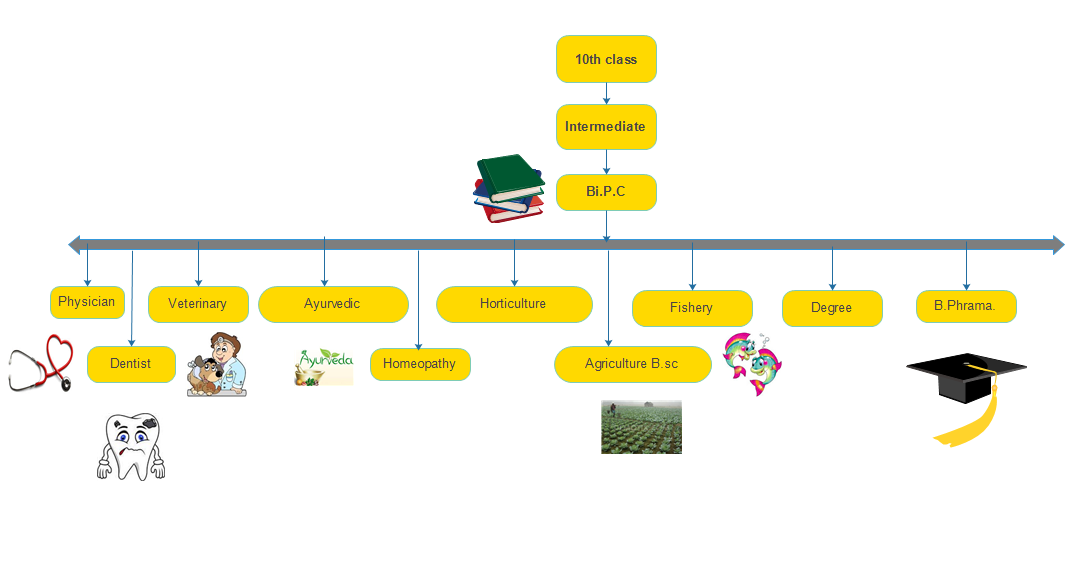 10th class
Intermediate
Bi.P.C
Physician
Veterinary
Ayurvedic
Horticulture
Fishery
Degree
B.Phrama.
Dentist
Homeopathy
Agriculture B.sc
Ayurveda